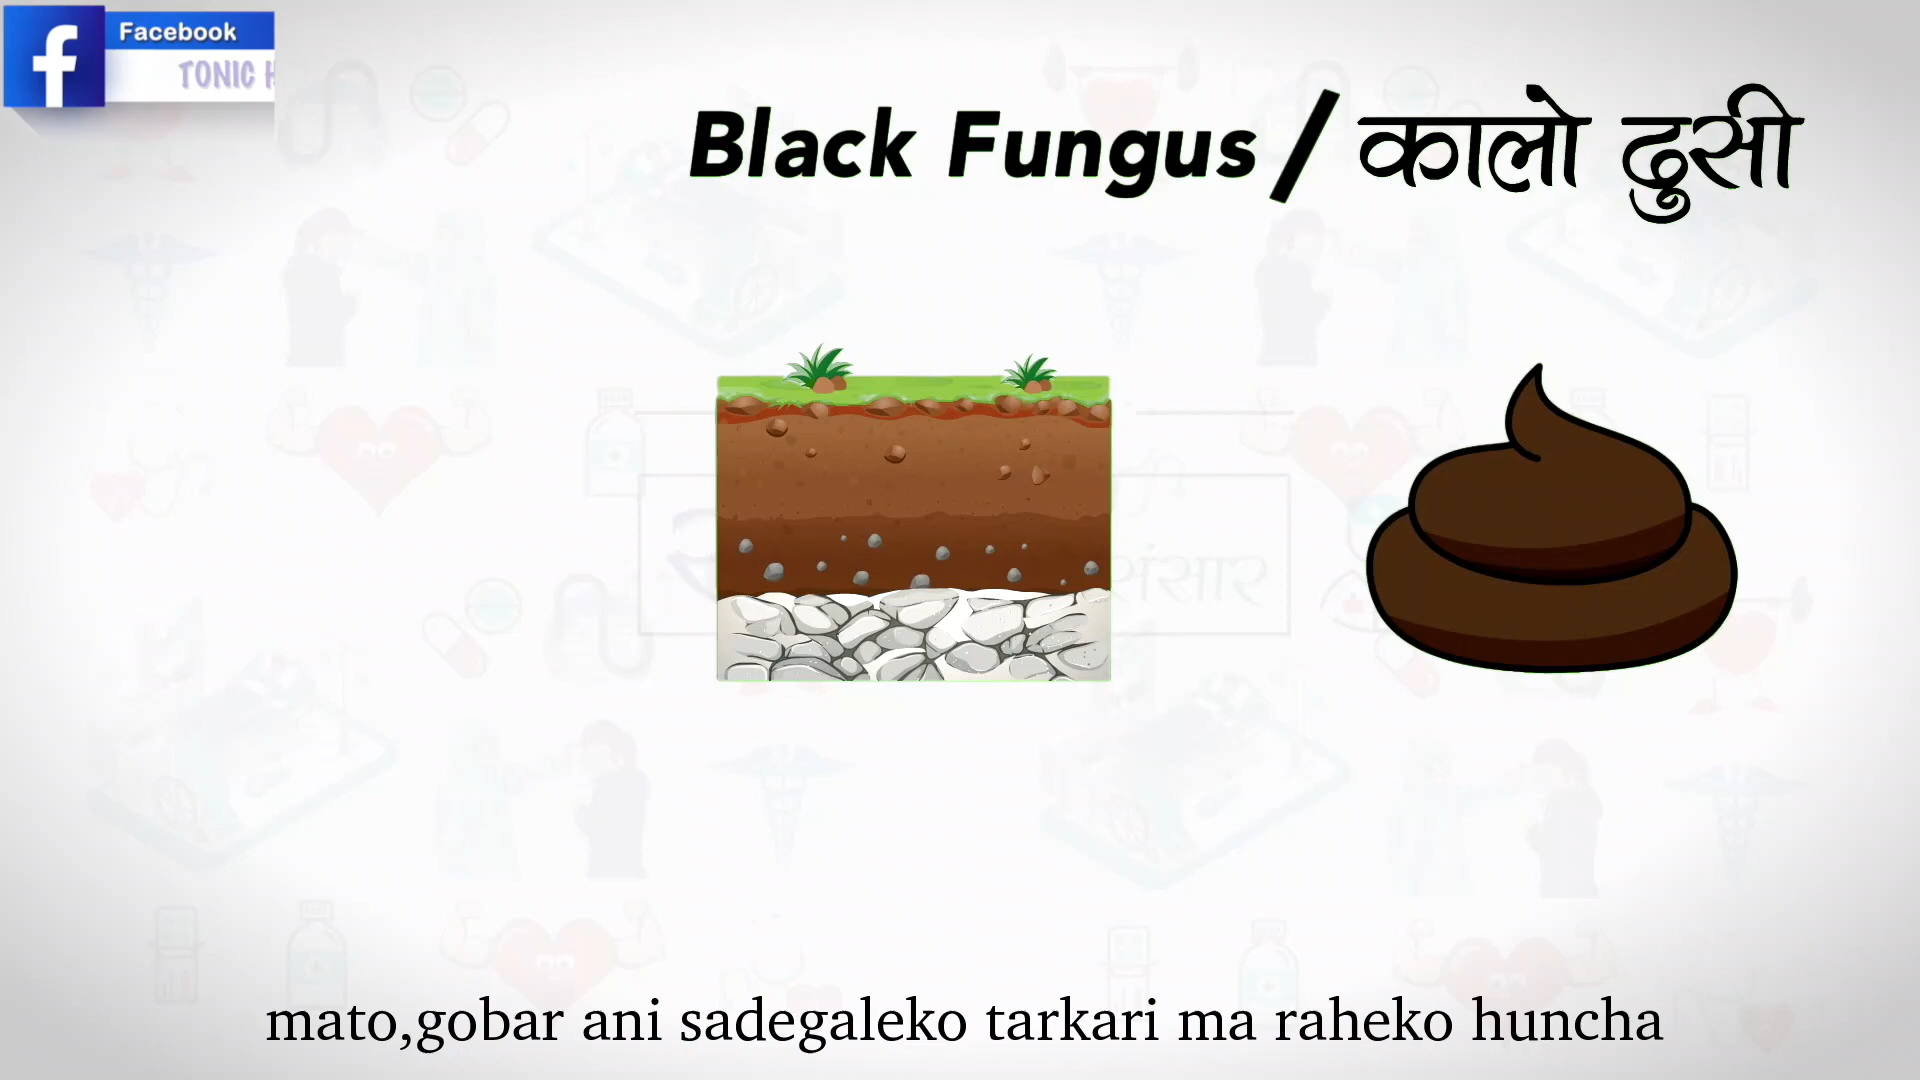 Facebook
TONIC
Black Fungus / कालो ढुसी
संसार
mato,gobar ani sadegaleko tarkari ma raheko huncha